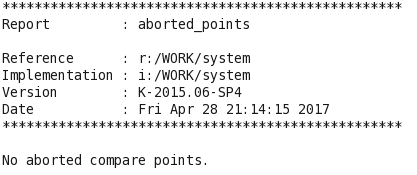 **************************************************
Report         : aborted_points

Reference      : r:/WORK/system
Implementation : i:/WORK/system
Version        : K-2015.06-SP4
Date           : Fri Apr 28 21:14:15 2017
**************************************************

No aborted compare points.